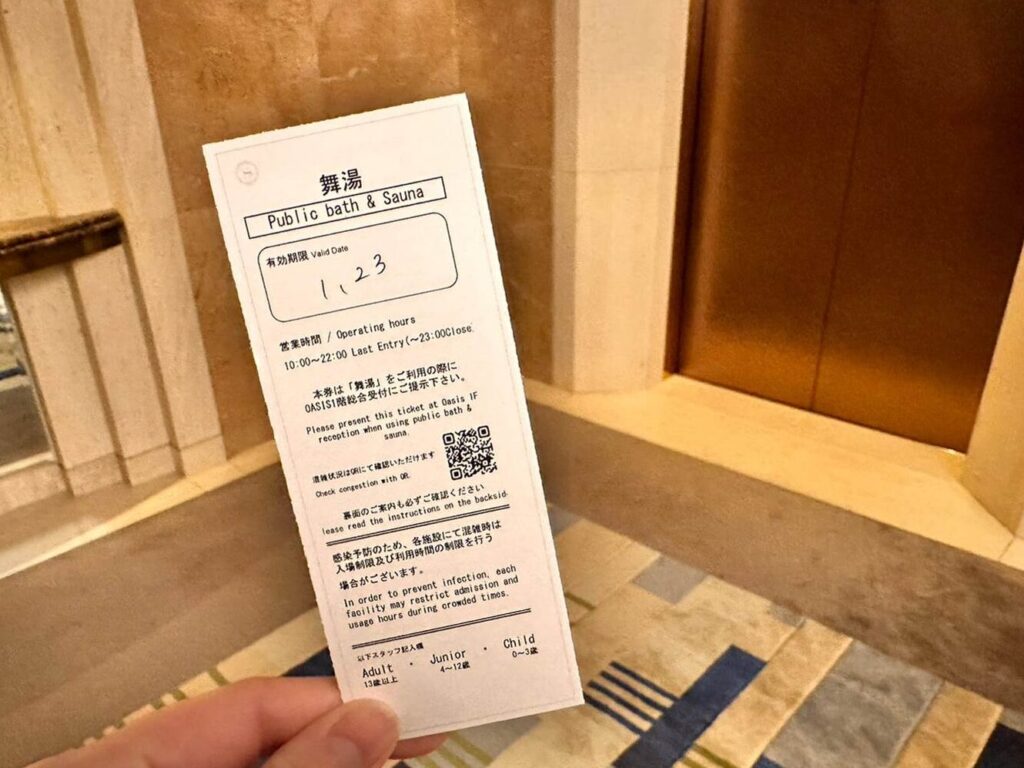 舞湯
Public bath & Sauna
有効期限 Valid Date
1、23
営業時間 / Operating hours
10:00～22:00 Last Entry(～23:00Close
本券は「舞湯」をご利用の際に
OASIS1階総合受付にご提示下さい。
Please present this ticket at Oasis 1F
reception when using public bath &
sauna.
混雑状況はQRにて確認いただけます
Check congestion with QR.
裏面のご案内も必ずご確認ください
lease read the instructions on the backsid
感染予防のため、各施設にて混雑時は
入場制限及び利用時間の制限を行う
場合がございます。
In order to prevent infection, each
facility may restrict admission and
usage hours during crowded times.
以下スタッフ記入欄
Adult ・ Junior ・ Child
13歳以上 4～12歳 0～3歳